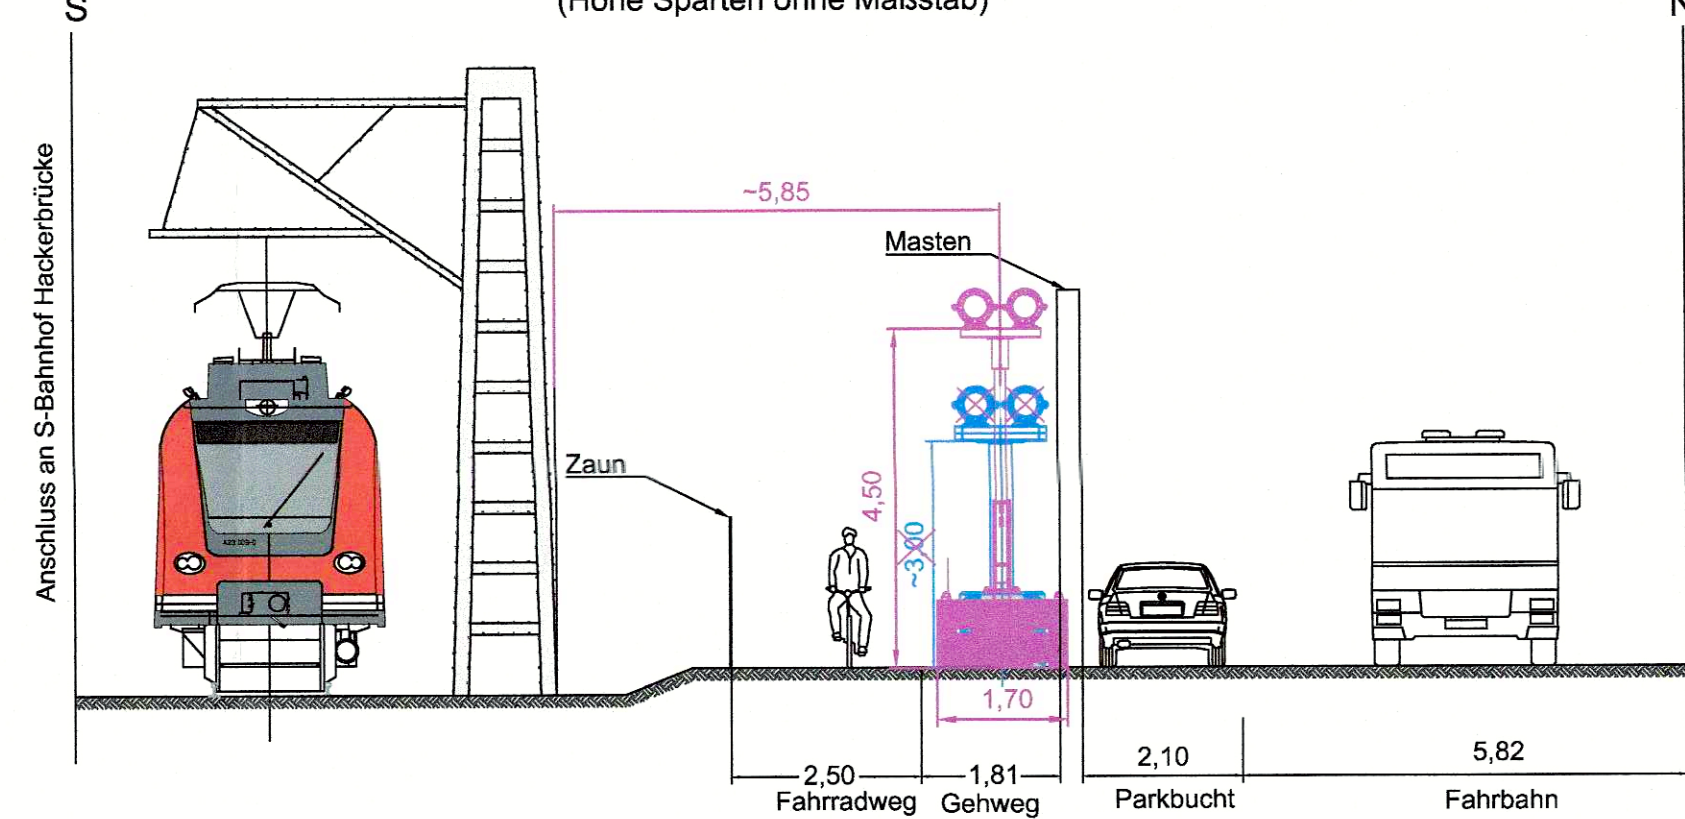 S
(Höhe Sparten ohne Maßstab)
N
Anschluss an S-Bahnhof Hackerbrücke
~5,85
Masten
Zaun
4,50
~3,00
1,70
2,50
1,81
2,10
5,82
Fahrradweg
Gehweg
Parkbucht
Fahrbahn